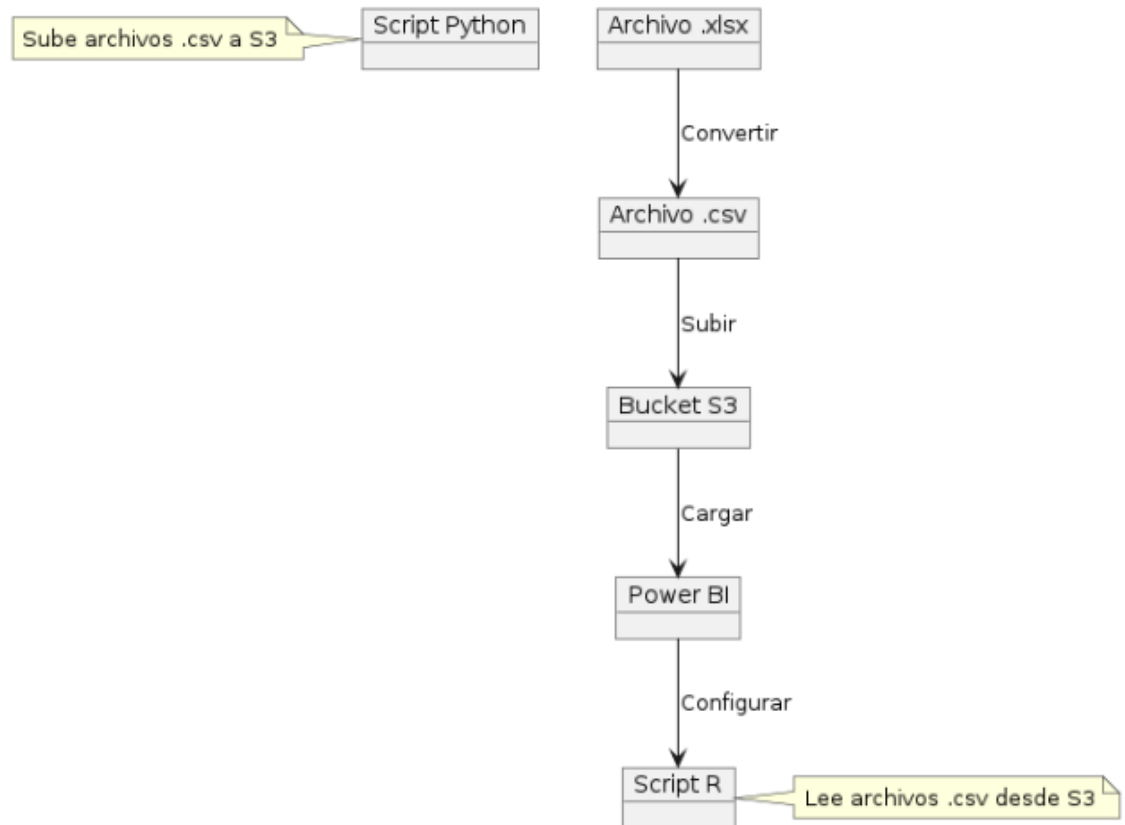 Sube archivos .csv a S3
Script Python
Archivo .xlsx
Convertir
Archivo .csv
Subir
Bucket S3
Cargar
Power BI
Configurar
Script R
Lee archivos .csv desde S3